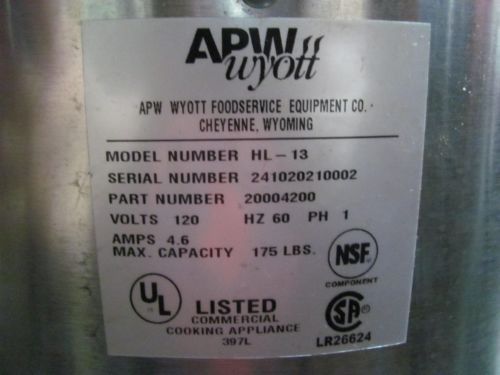 APW
wyott
APW WYOTT FOODSERVICE EQUIPMENT CO.
CHEYENNE, WYOMING
MODEL NUMBER HL-13
SERIAL NUMBER 241020210002
PART NUMBER 20004200
VOLTS 120 HZ 60 PH 1
AMPS 4.6
MAX. CAPACITY 175 LBS.
NSF
COMPONENT
UL
LISTED
COMMERCIAL
COOKING APPLIANCE
397L
SA
LR26624